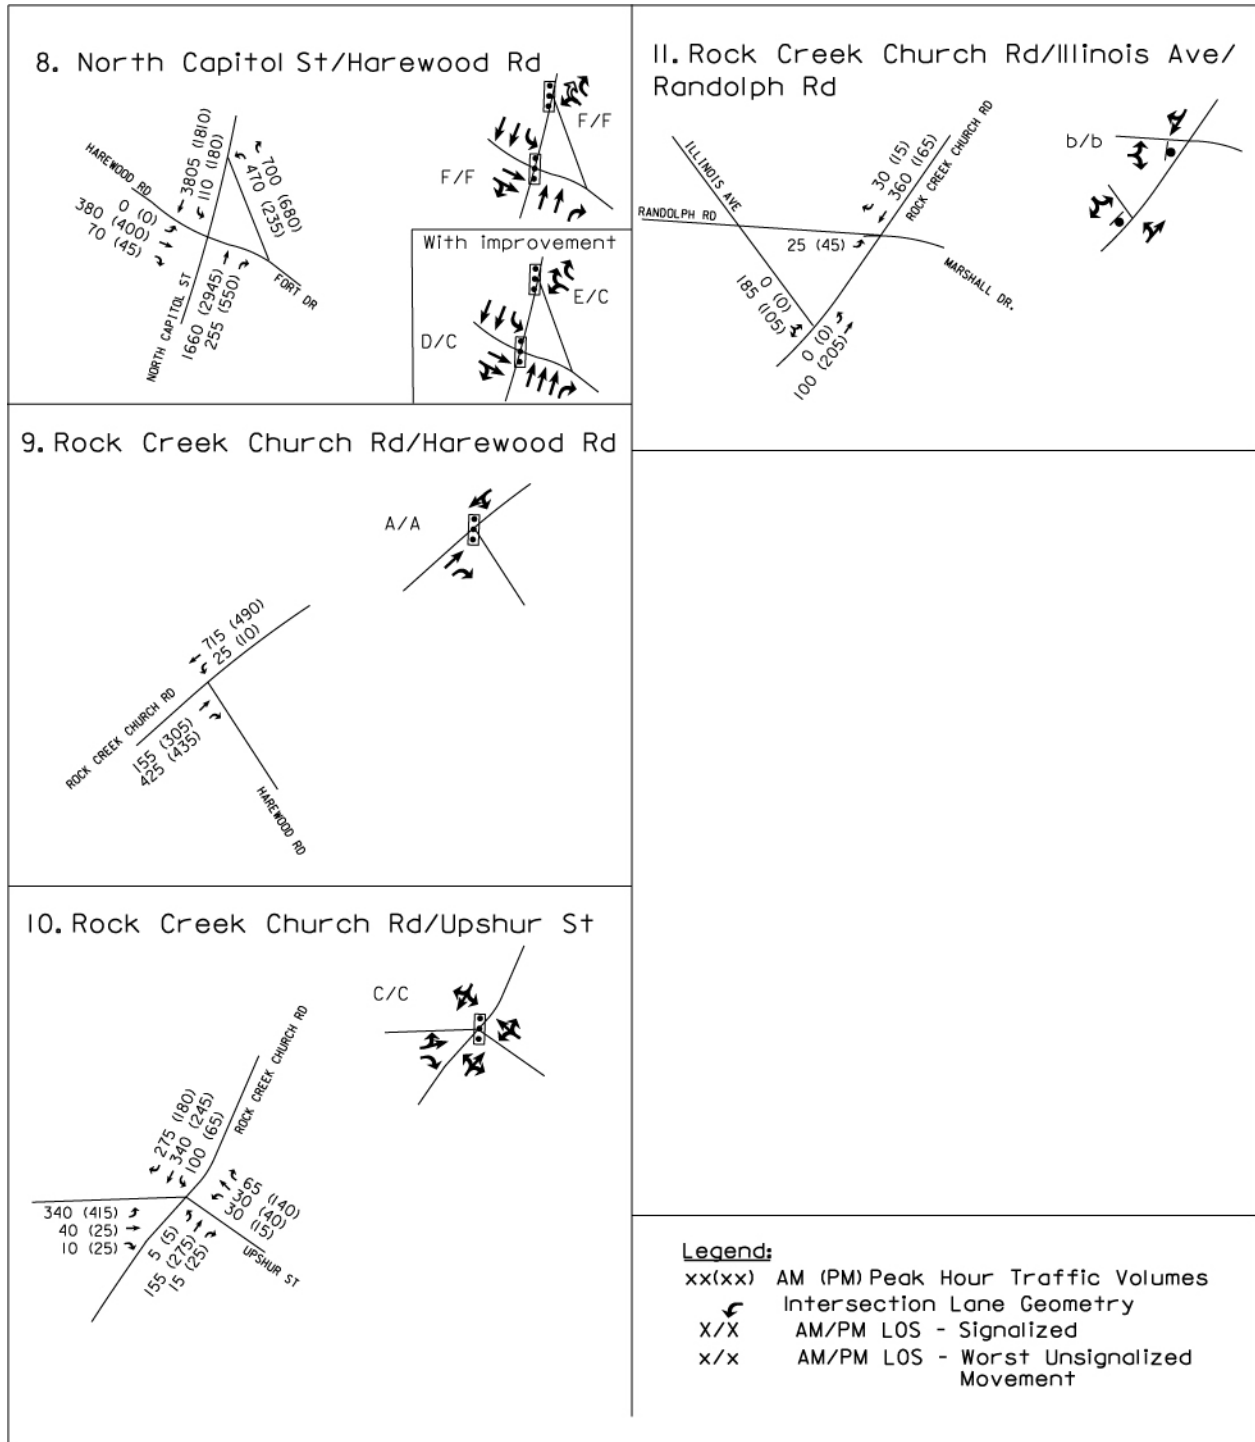 8. North Capitol St/Harewood Rd
HAREWOOD RD
3805 (1810)
110 (180)
700 (680)
470 (235)
0 (0)
380 (400)
70 (45)
1660 (2945)
255 (550)
NORTH CAPITOL ST
FORT DR
F/F
F/F
With improvement
E/C
D/C
9. Rock Creek Church Rd/Harewood Rd
A/A
715 (490)
25 (10)
ROCK CREEK CHURCH RD
155 (305)
425 (435)
HAREWOOD RD
10. Rock Creek Church Rd/Upshur St
C/C
ROCK CREEK CHURCH RD
275 (180)
340 (245)
100 (65)
65 (140)
30 (40)
30 (15)
340 (415)
40 (25)
10 (25)
5 (5)
155 (275)
15 (25)
UPSHUR ST
11. Rock Creek Church Rd/Illinois Ave/
Randolph Rd
ILLINOIS AVE
RANDOLPH RD
30 (15)
360 (165)
ROCK CREEK CHURCH RD
25 (45)
MARSHALL DR.
0 (0)
185 (105)
0 (0)
100 (205)
b/b
Legend:
xx(xx) AM (PM) Peak Hour Traffic Volumes
Intersection Lane Geometry
X/X AM/PM LOS - Signalized
x/x AM/PM LOS - Worst Unsignalized
Movement